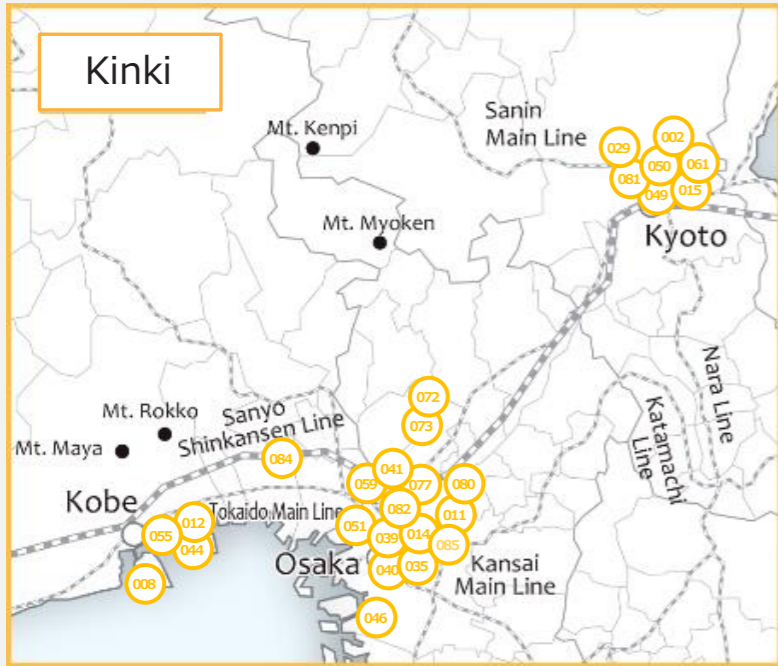 Kinki
Mt. Kenpi
Sanin
Main Line
002
029
050
061
081
049
015
Kyoto
Mt. Myoken
072
073
Nara Line
Katamachi
Line
Mt. Rokko
Mt. Maya
Sanyo
Shinkansen Line
084
041
059
077
080
082
Kobe
Tokaido Main Line
012
055
044
051
011
039
014
085
Osaka
Kansai
Main Line
040
035
008
046